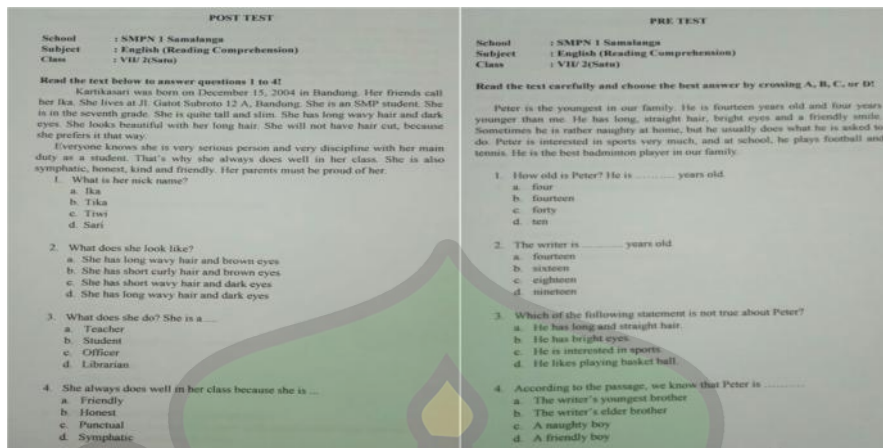 POST TEST
School : SMPN 1 Samalanga
Subject : English (Reading Comprehension)
Class : VII/ 2(Satu)
Read the text below to answer questions 1 to 4!
Kartikasari was born on December 15, 2004 in Bandung. Her friends call
her Ika. She lives at Jl. Gatot Subroto 12 A, Bandung. She is an SMP student. She
is in the seventh grade. She is quite tall and slim. She has long wavy hair and dark
eyes. She looks beautiful with her long hair. She will not have hair cut, because
she prefers it that way.
Everyone knows she is very serious person and very discipline with her main
duty as a student. That's why she always does well in her class. She is also
symphatic, honest, kind and friendly. Her parents must be proud of her.
1. What is her nick name?
a. Ika
b. Tika
c. Tiwi
d. Sari
2. What does she look like?
a. She has long wavy hair and brown eyes
b. She has short curly hair and brown eyes
c. She has short wavy hair and dark eyes
d. She has long wavy hair and dark eyes
3. What does she do? She is a ....
a. Teacher
b. Student
c. Officer
d. Librarian
4. She always does well in her class because she is ...
a. Friendly
b. Honest
c. Punctual
d. Symphatic
PRE TEST
School : SMPN 1 Samalanga
Subject : English (Reading Comprehension)
Class : VII/ 2(Satu)
Read the text carefully and choose the best answer by crossing A, B, C, or D!
Peter is the youngest in our family. He is fourteen years old and four years
younger than me. He has long, straight hair, bright eyes and a friendly smile.
Sometimes he is rather naughty at home, but he usually does what he is asked to
do. Peter is interested in sports very much, and at school, he plays football and
tennis. He is the best badminton player in our family.
1. How old is Peter? He is ........... years old.
a. four
b. fourteen
c. forty
d. ten
2. The writer is ........... years old.
a. fourteen
b. sixteen
c. eighteen
d. nineteen
3. Which of the following statement is not true about Peter?
a. He has long and straight hair.
b. He has bright eyes.
c. He is interested in sports.
d. He likes playing basket ball.
4. According to the passage, we know that Peter is ...........
a. The writer's youngest brother
b. The writer's elder brother
c. A naughty boy
d. A friendly boy